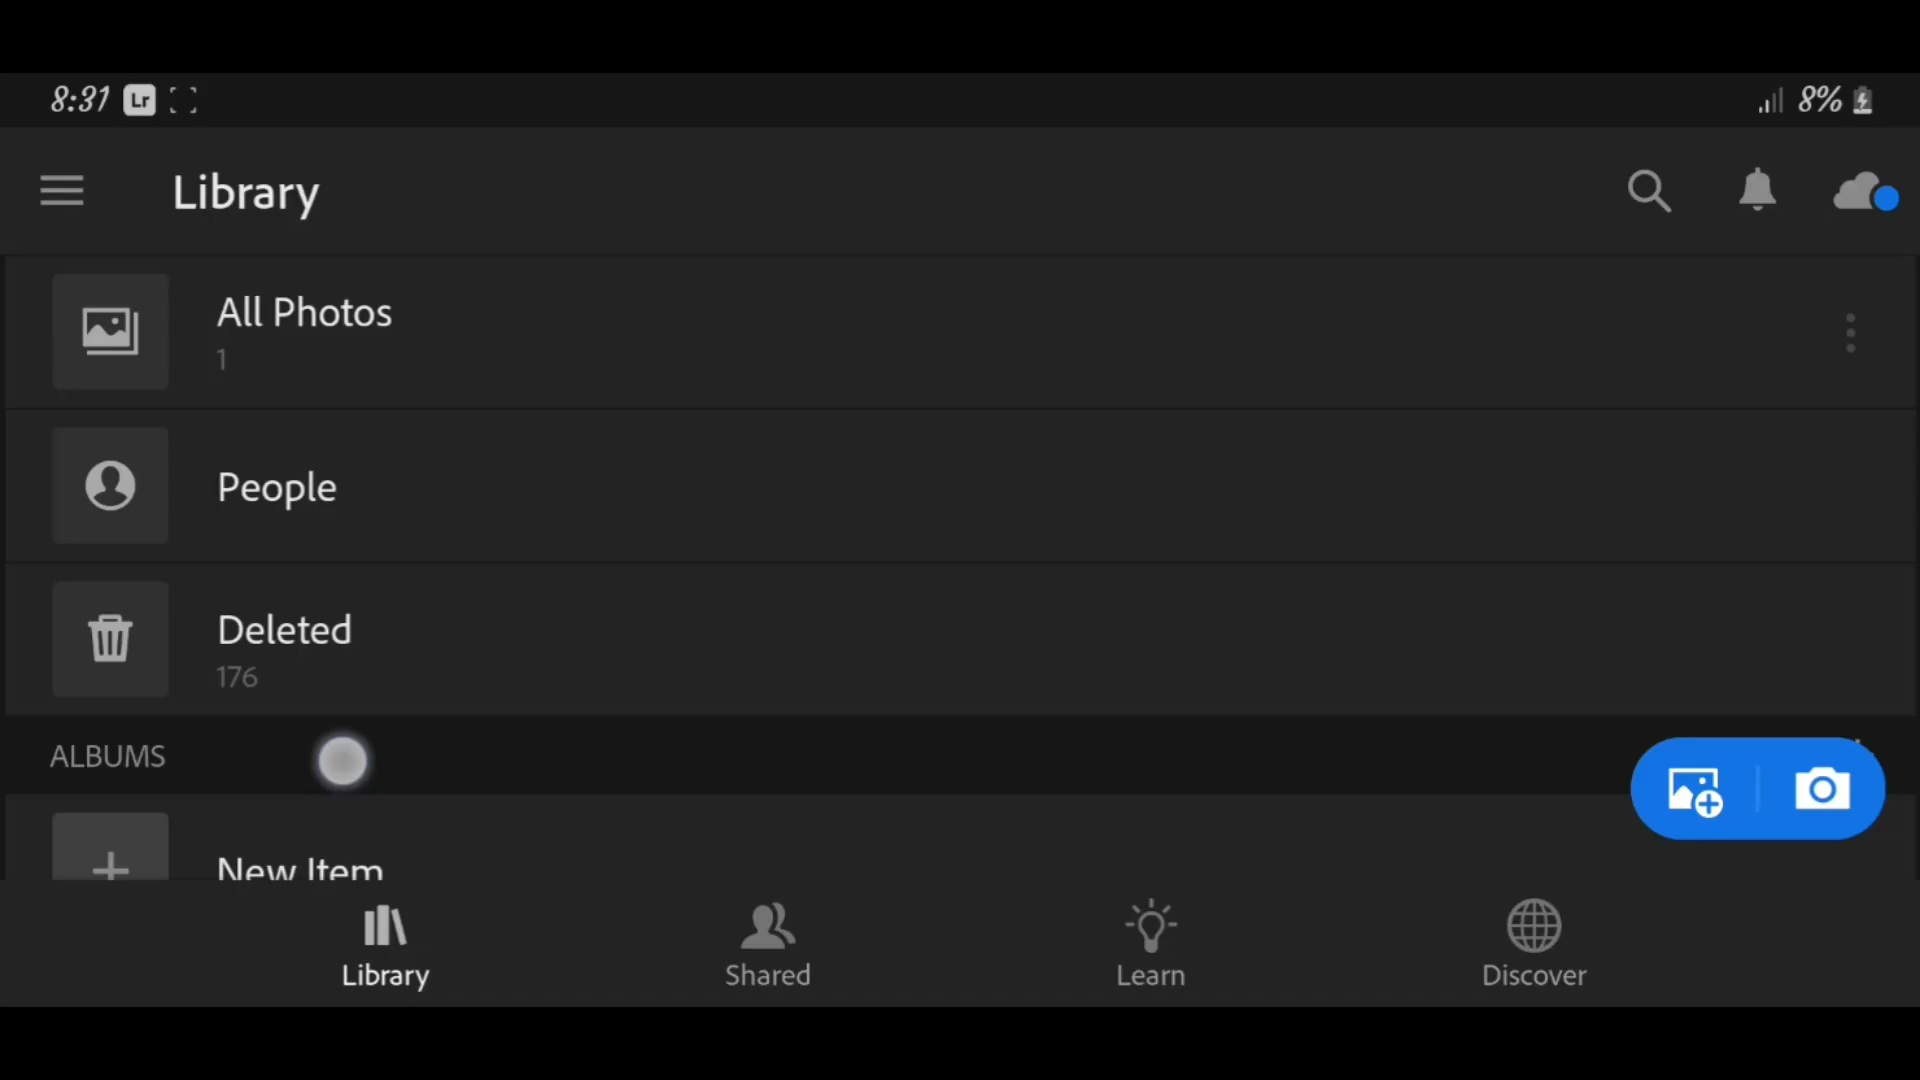 8:31 Lr 8%
Library
All Photos
1
People
Deleted
176
ALBUMS
New Item
Library Shared Learn Discover